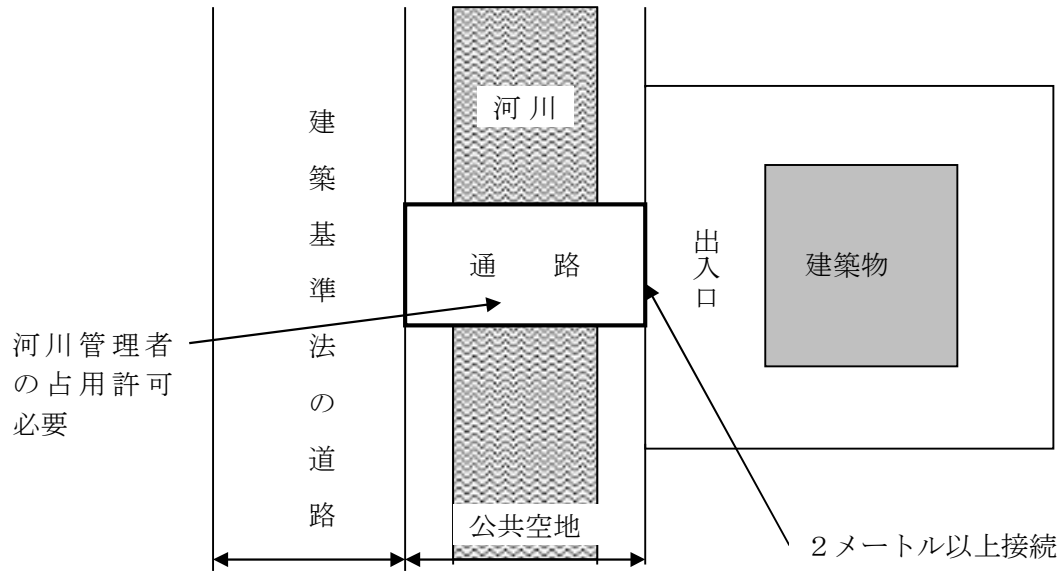 建築基準法の道路
河 川
通　路
出入口
建築物
河川管理者
の占用許可
必要
公共空地
２メートル以上接続